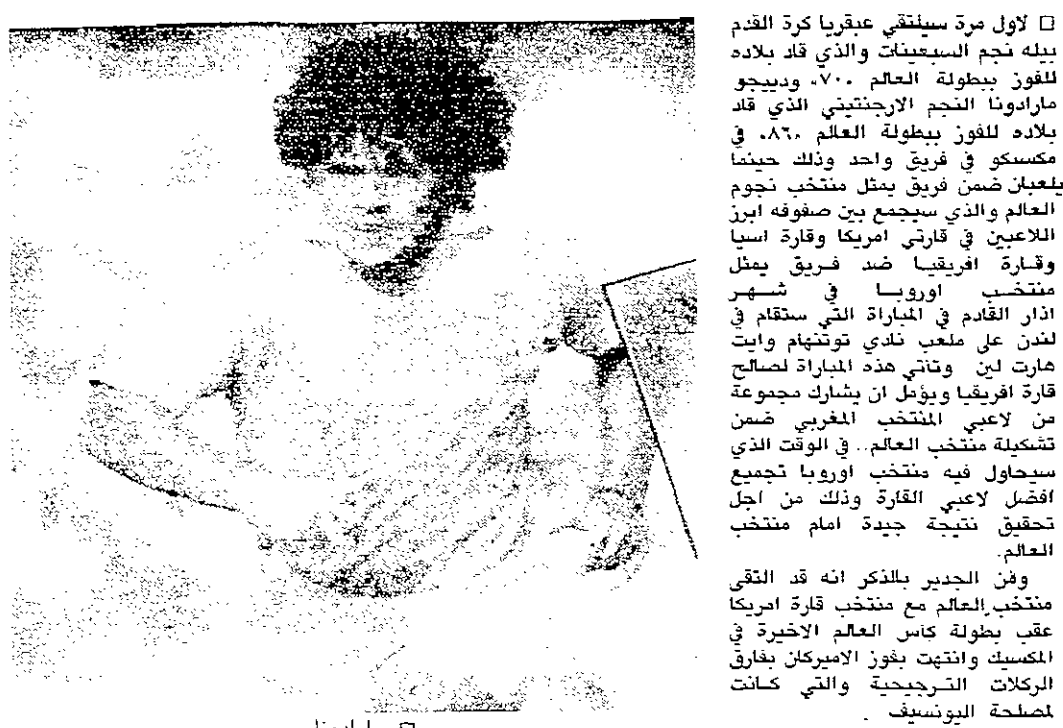 □ لاول مرة سيلتقي عبقريا كرة القدم
بيله نجم السبعينات والذي قاد بلاده
للفوز ببطولة العالم «٧٠» ودييجو
مارادونا النجم الارجنتيني الذي قاد
بلاده للفوز ببطولة العالم «٨٦» في
مكسيكو في فريق واحد وذلك حينما
يلعبان ضمن فريق يمثل منتخب نجوم
العالم والذي سيجمع بين صفوفه ابرز
اللاعبين في قارتي امريكا وقارة اسيا
وقارة افريقيا ضد فريق يمثل
منتخب اوروبا في شهر
اذار القادم في المباراة التي ستقام في
لندن على ملعب نادي توتنهام وايت
هارت لين وتأتي هذه المباراة لصالح
قارة افريقيا ويؤمل ان يشارك مجموعة
من لاعبي المنتخب المغربي ضمن
تشكيلة منتخب العالم.. في الوقت الذي
سيحاول فيه منتخب اوروبا تجميع
افضل لاعبي القارة وذلك من اجل
تحقيق نتيجة جيدة امام منتخب
العالم.
ومن الجدير بالذكر انه قد التقى
منتخب العالم مع منتخب قارة امريكا
عقب بطولة كأس العالم الاخيرة في
المكسيك وانتهت بفوز الاميركان بفارق
الركلات الترجيحية والتي كانت
لمصلحة اليونسيف .
□ مارادونا